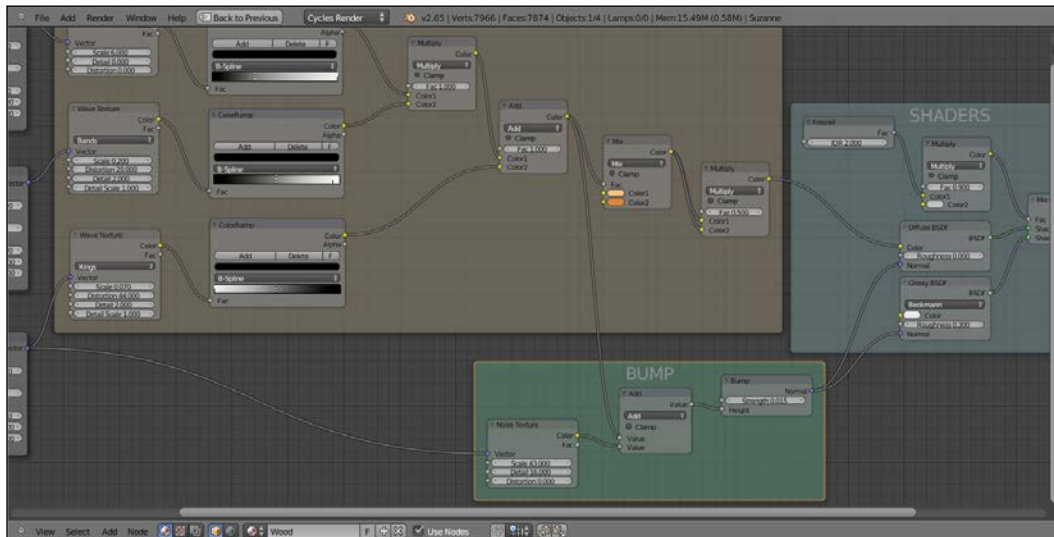 File Add Render Window Help Back to Previous Cycles Render v2.65 | Verts:7966 | Faces:7874 | Objects:1/4 | Lamps:0/0 | Mem:15.49M (0.58M) | Suzanne
Fac
Vector
Scale 6.000
Detail 0.000
Distortion 0.000
Alpha
Add Delete F
B-Spline
Fac
Multiply
Color
Multiply
Clamp
Fac 1.000
Color1
Color2
Wave Texture
Color
Fac
Bands
Vector
Scale 0.200
Distortion 20.000
Detail 2.000
Detail Scale 1.000
ColorRamp
Color
Alpha
Add Delete F
B-Spline
Fac
Add
Color
Add
Clamp
Fac 1.000
Color1
Color2
Mix
Color
Mix
Clamp
Fac
Color1
Color2
Multiply
Color
Multiply
Clamp
Fac 0.500
Color1
Color2
Wave Texture
Color
Fac
Rings
Vector
Scale 0.070
Distortion 44.000
Detail 2.000
Detail Scale 1.000
ColorRamp
Color
Alpha
Add Delete F
B-Spline
Fac
SHADERS
Fresnel
Fac
IOR 2.000
Multiply
Color
Multiply
Clamp
Fac 0.900
Color1
Color2
Mix
Fac
Diffuse BSDF
BSDF
Color
Roughness 0.000
Normal
Glossy BSDF
BSDF
Beckmann
Color
Roughness 0.300
Normal
BUMP
Noise Texture
Color
Fac
Vector
Scale 43.000
Detail 16.000
Distortion 0.000
Add
Value
Add
Clamp
Value
Value
Bump
Normal
Strength 0.015
Height
View Select Add Node Wood F Use Nodes